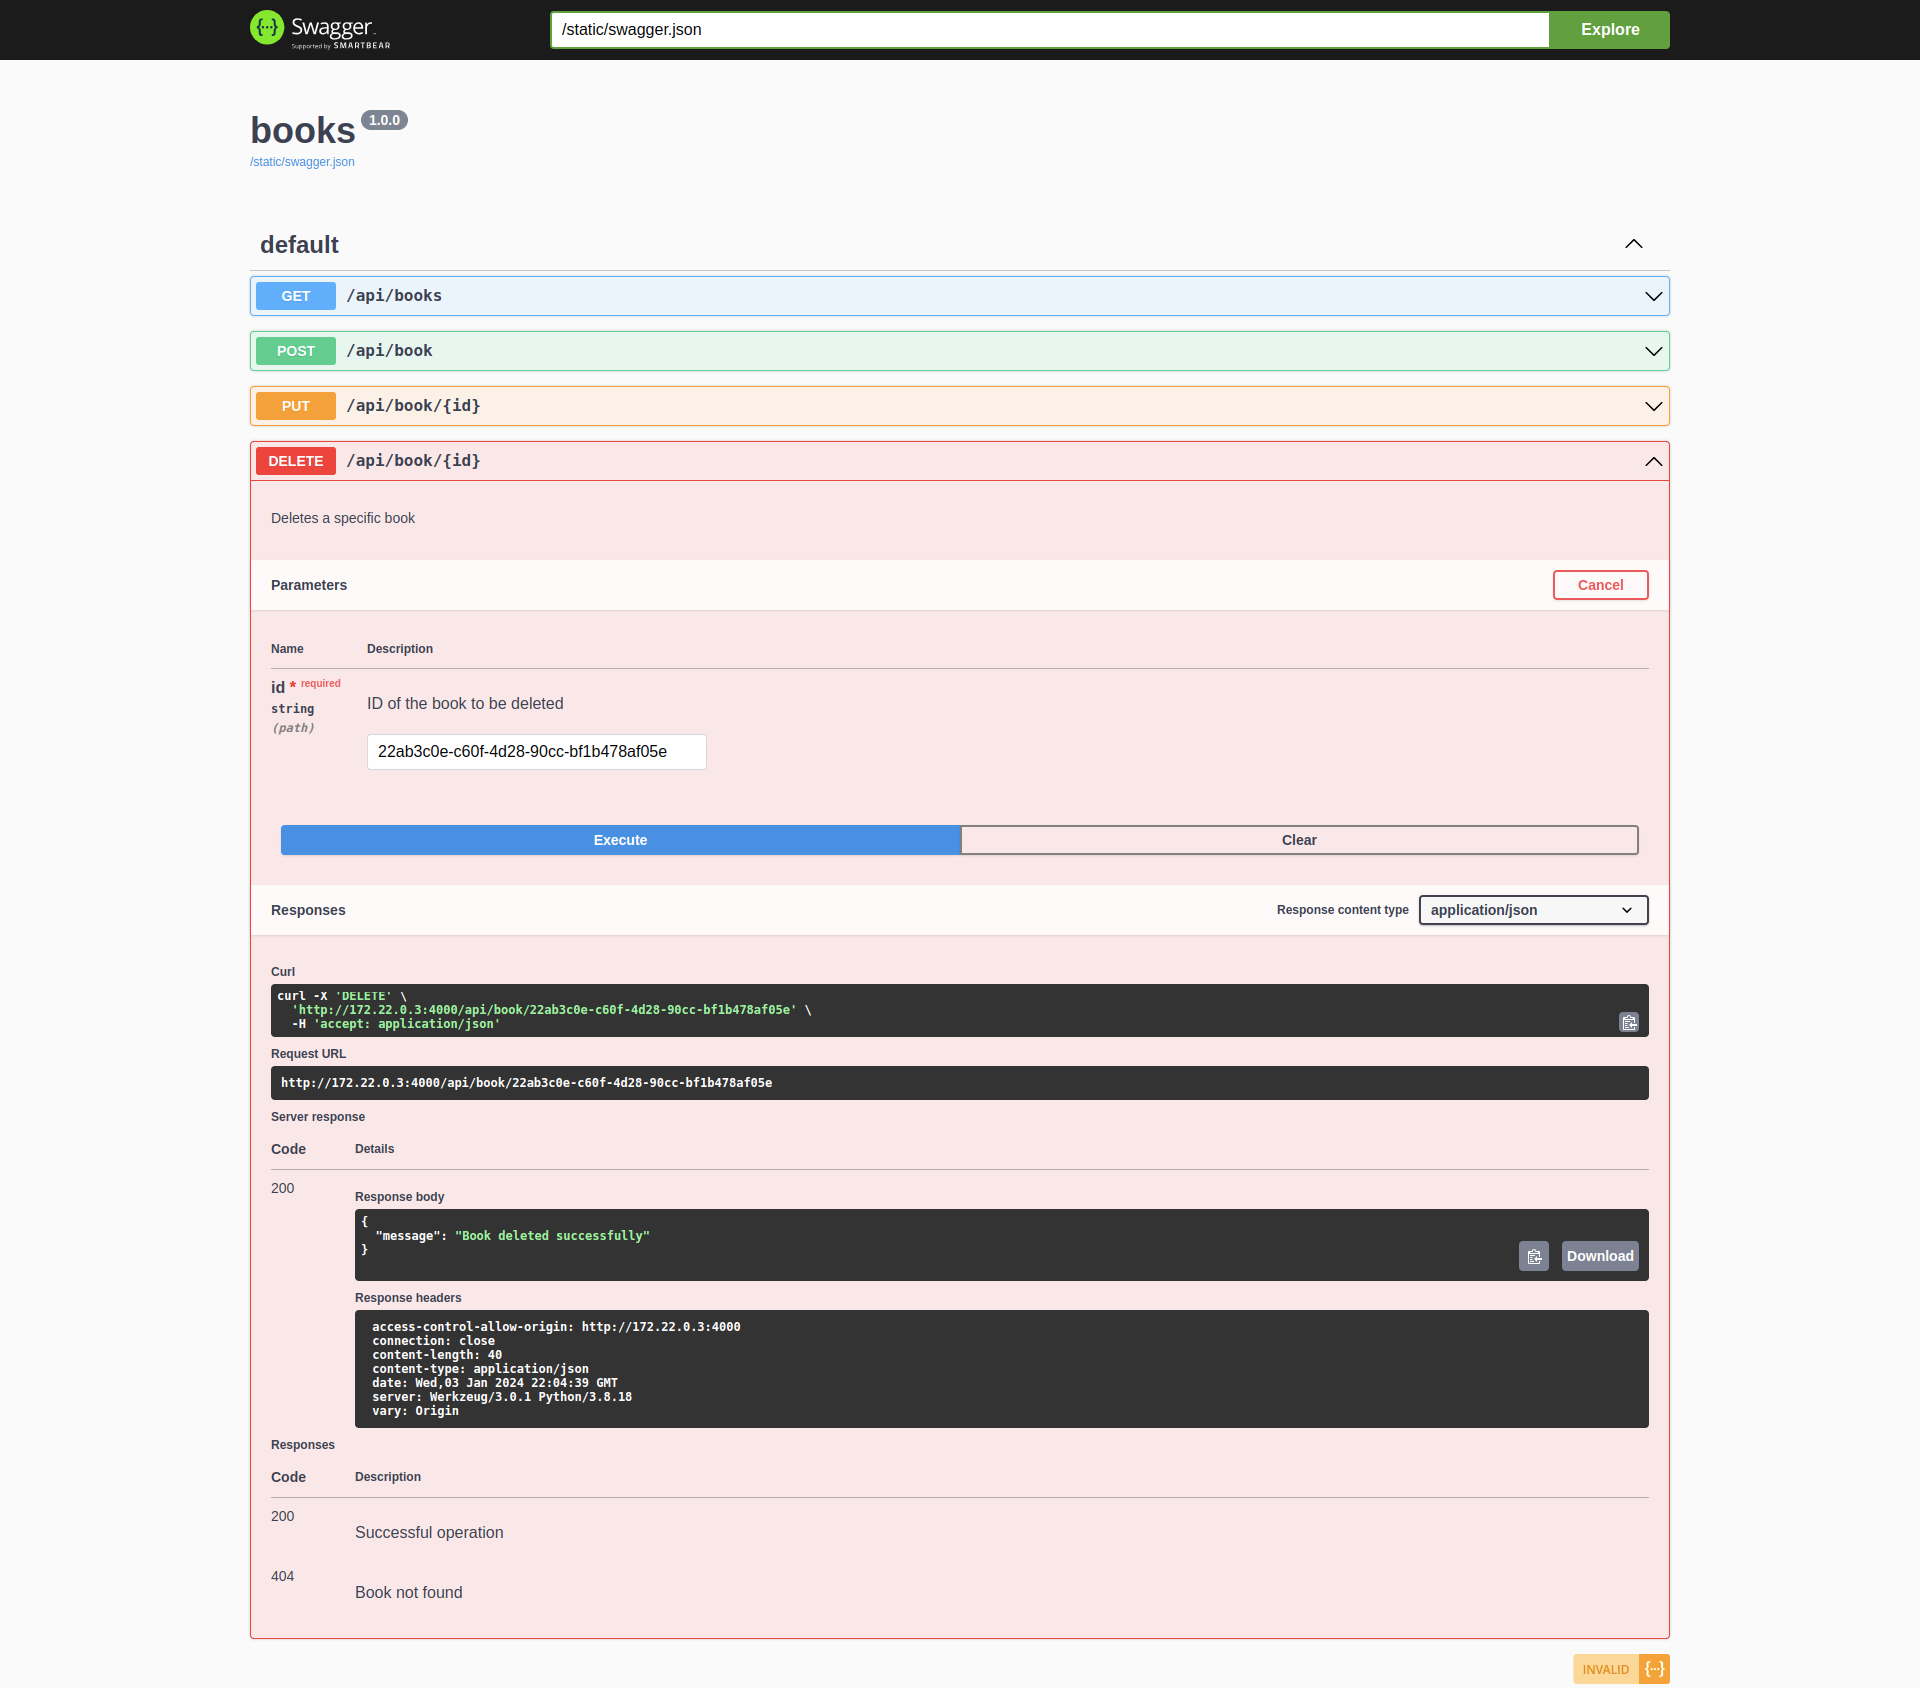 Swagger
Supported by SMARTBEAR
/static/swagger.json
Explore
books 1.0.0
/static/swagger.json
default
GET /api/books
POST /api/book
PUT /api/book/{id}
DELETE /api/book/{id}
Deletes a specific book
Parameters
Cancel
Name Description
id * required
string
(path)
ID of the book to be deleted
22ab3c0e-c60f-4d28-90cc-bf1b478af05e
Execute
Clear
Responses
Response content type
application/json
Curl
curl -X 'DELETE' \
'http://172.22.0.3:4000/api/book/22ab3c0e-c60f-4d28-90cc-bf1b478af05e' \
-H 'accept: application/json'
Request URL
http://172.22.0.3:4000/api/book/22ab3c0e-c60f-4d28-90cc-bf1b478af05e
Server response
Code Details
200
Response body
{
"message": "Book deleted successfully"
}
Download
Response headers
access-control-allow-origin: http://172.22.0.3:4000
connection: close
content-length: 40
content-type: application/json
date: Wed,03 Jan 2024 22:04:39 GMT
server: Werkzeug/3.0.1 Python/3.8.18
vary: Origin
Responses
Code Description
200
Successful operation
404
Book not found
INVALID {···}